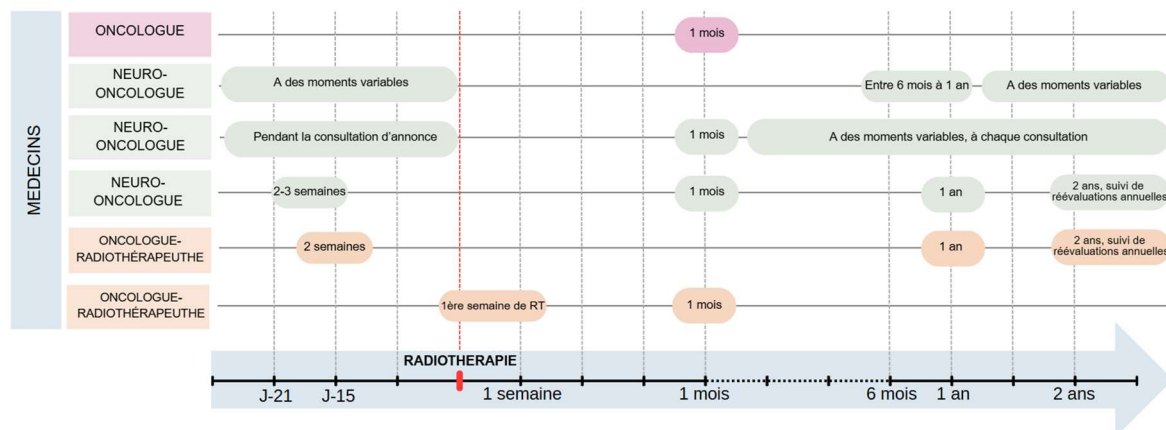 MEDECINS
ONCOLOGUE
1 mois
NEURO-
ONCOLOGUE
A des moments variables
Entre 6 mois à 1 an
A des moments variables
NEURO-
ONCOLOGUE
Pendant la consultation d'annonce
1 mois
A des moments variables, à chaque consultation
NEURO-
ONCOLOGUE
2-3 semaines
1 mois
1 an
2 ans, suivi de
réévaluations annuelles
ONCOLOGUE-
RADIOTHÉRAPEUTHE
2 semaines
1 an
2 ans, suivi de
réévaluations annuelles
ONCOLOGUE-
RADIOTHÉRAPEUTHE
1ère semaine de RT
1 mois
RADIOTHERAPIE
J-21
J-15
1 semaine
1 mois
6 mois
1 an
2 ans